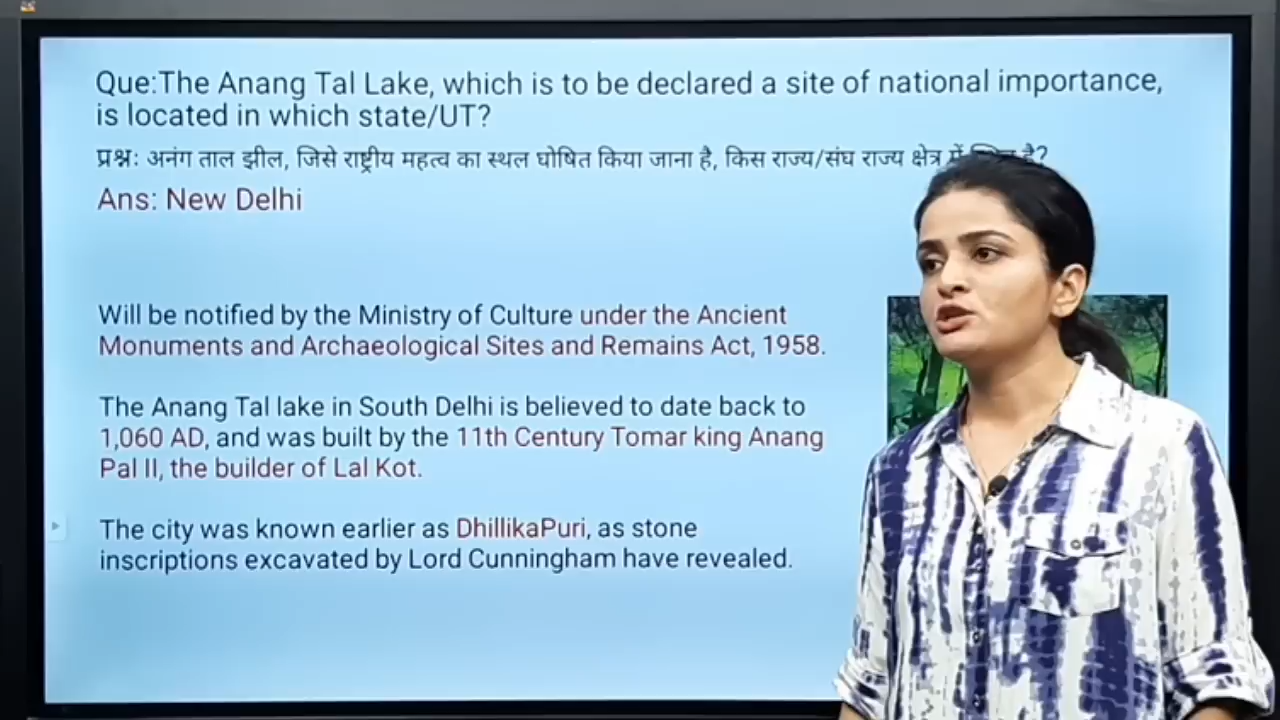 Que:The Anang Tal Lake, which is to be declared a site of national importance,
is located in which state/UT?
प्रश्न: अनंग ताल झील, जिसे राष्ट्रीय महत्व का स्थल घोषित किया जाना है, किस राज्य/संघ राज्य क्षेत्र में है?
Ans: New Delhi
Will be notified by the Ministry of Culture under the Ancient
Monuments and Archaeological Sites and Remains Act, 1958.
The Anang Tal lake in South Delhi is believed to date back to
1,060 AD, and was built by the 11th Century Tomar king Anang
Pal II, the builder of Lal Kot.
The city was known earlier as DhillikaPuri, as stone
inscriptions excavated by Lord Cunningham have revealed.